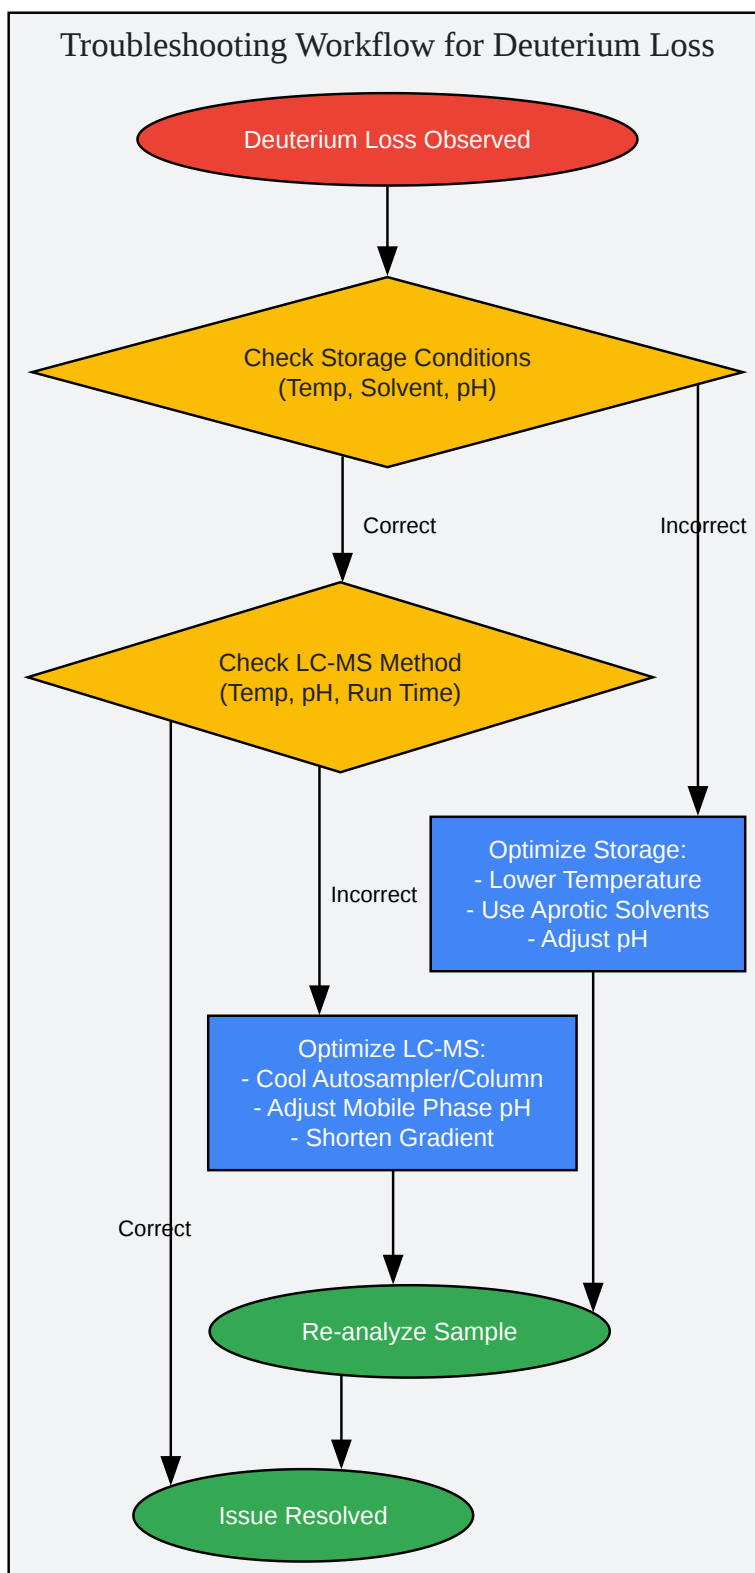 Troubleshooting Workflow for Deuterium Loss
Deuterium Loss Observed
Check Storage Conditions
(Temp, Solvent, pH)
Correct
Incorrect
Check LC-MS Method
(Temp, pH, Run Time)
Optimize Storage:
- Lower Temperature
- Use Aprotic Solvents
- Adjust pH
Incorrect
Optimize LC-MS:
- Cool Autosampler/Column
- Adjust Mobile Phase pH
- Shorten Gradient
Correct
Re-analyze Sample
Issue Resolved